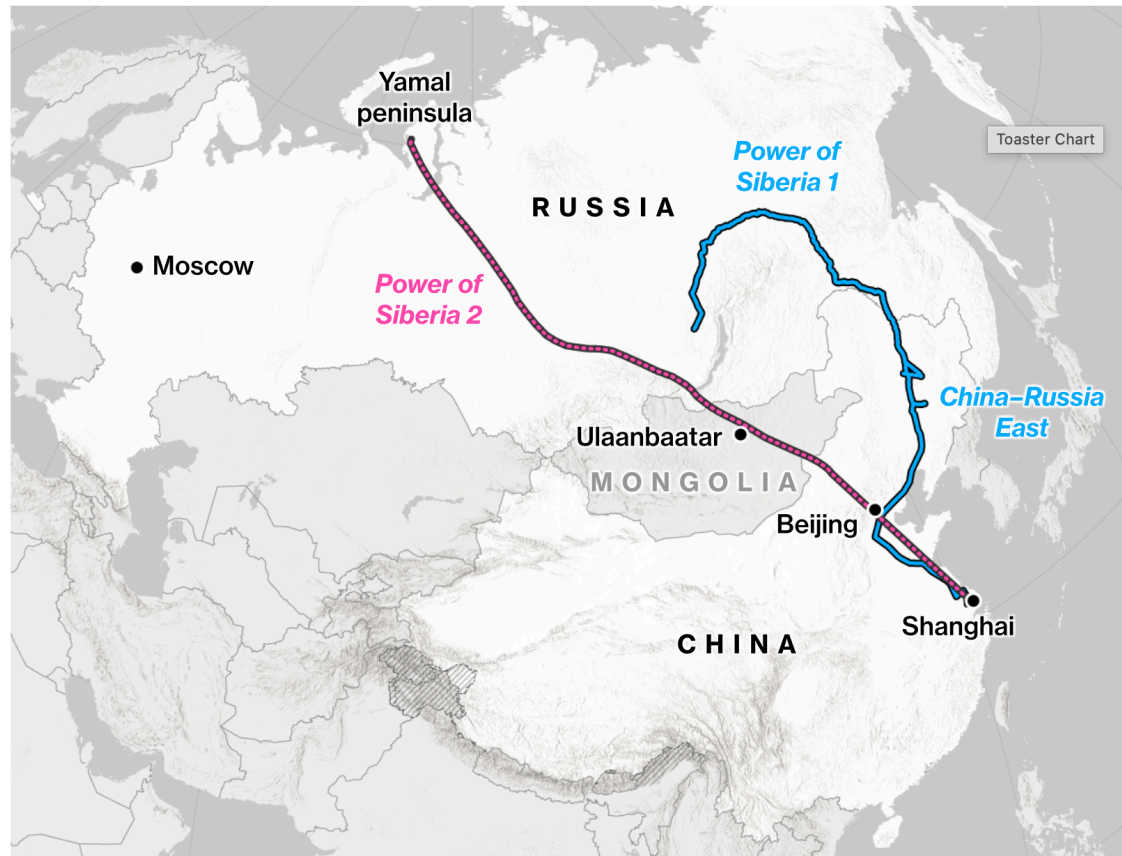 Yamal
peninsula
Toaster Chart
Power of
Siberia 1
RUSSIA
Moscow
Power of
Siberia 2
China–Russia
East
Ulaanbaatar
MONGOLIA
Beijing
Shanghai
CHINA